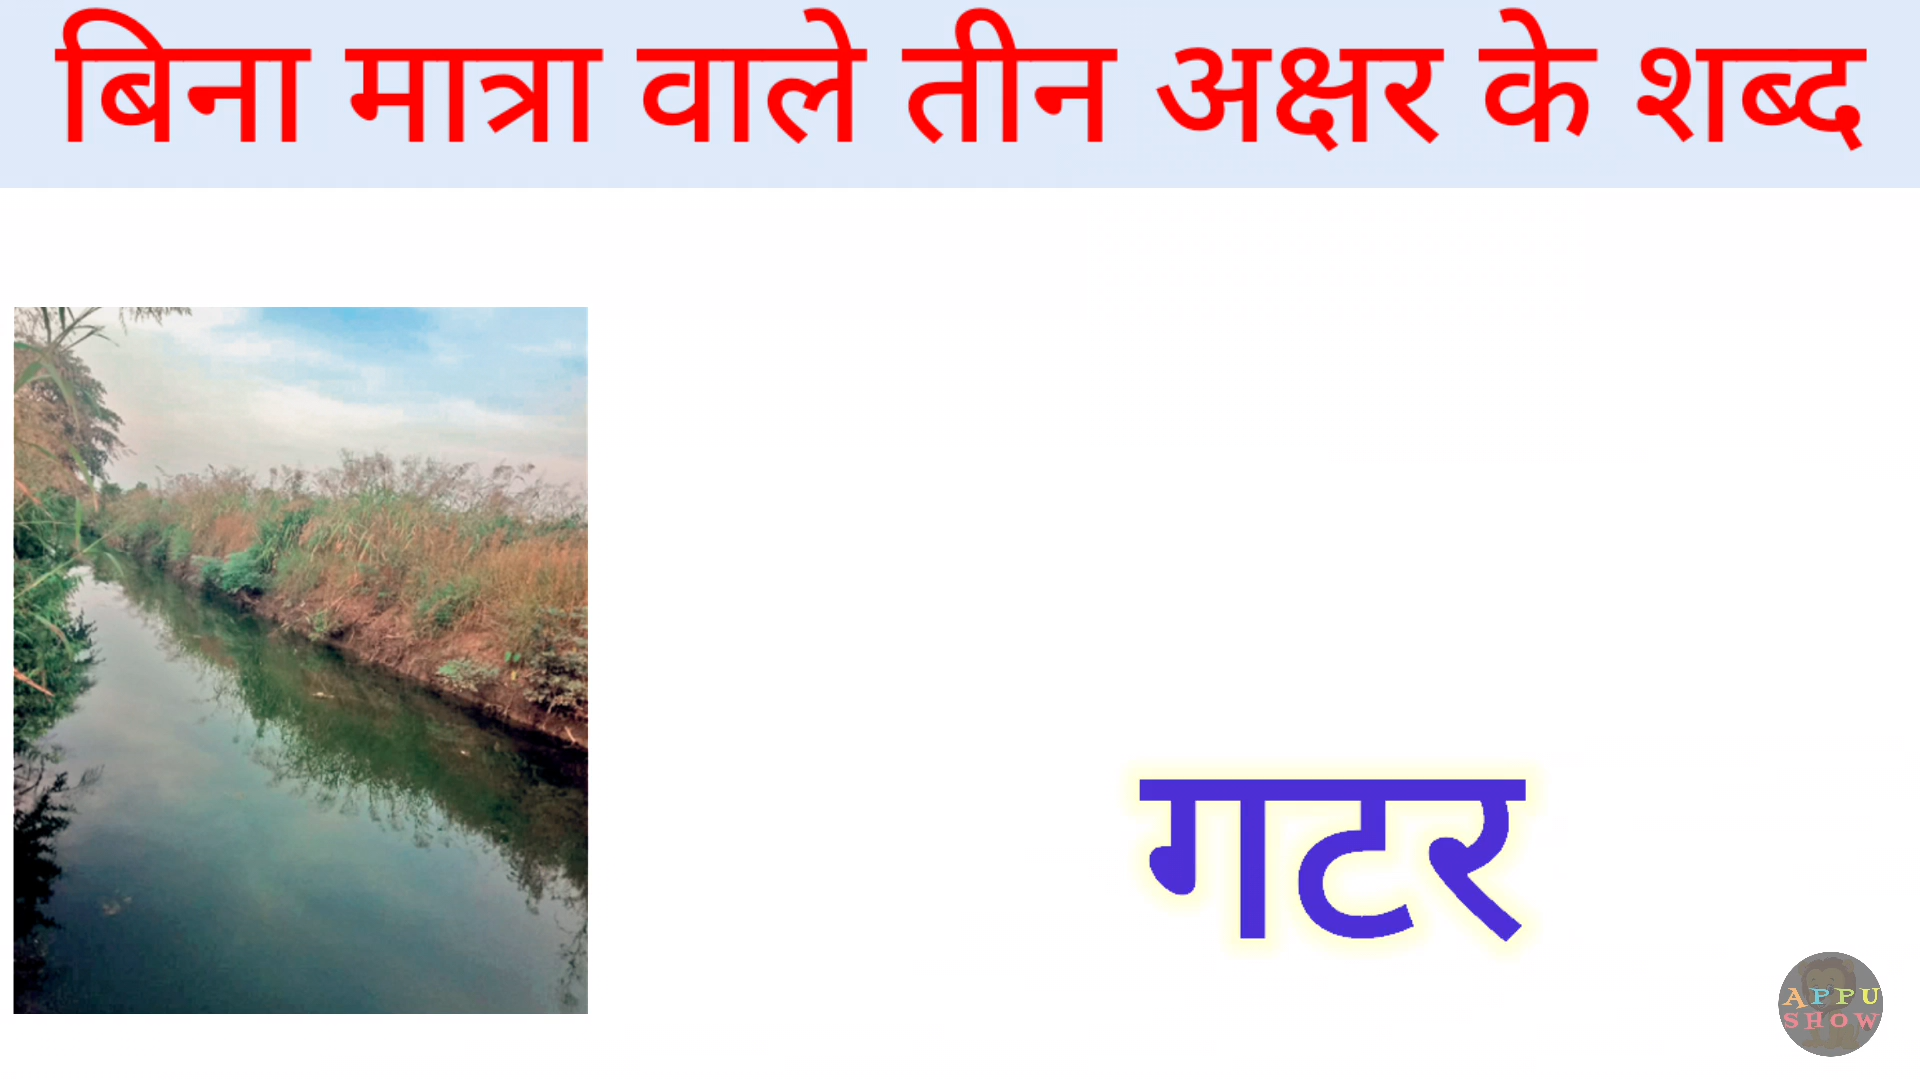 बिना मात्रा वाले तीन अक्षर के शब्द
गटर
APPU
SHOW